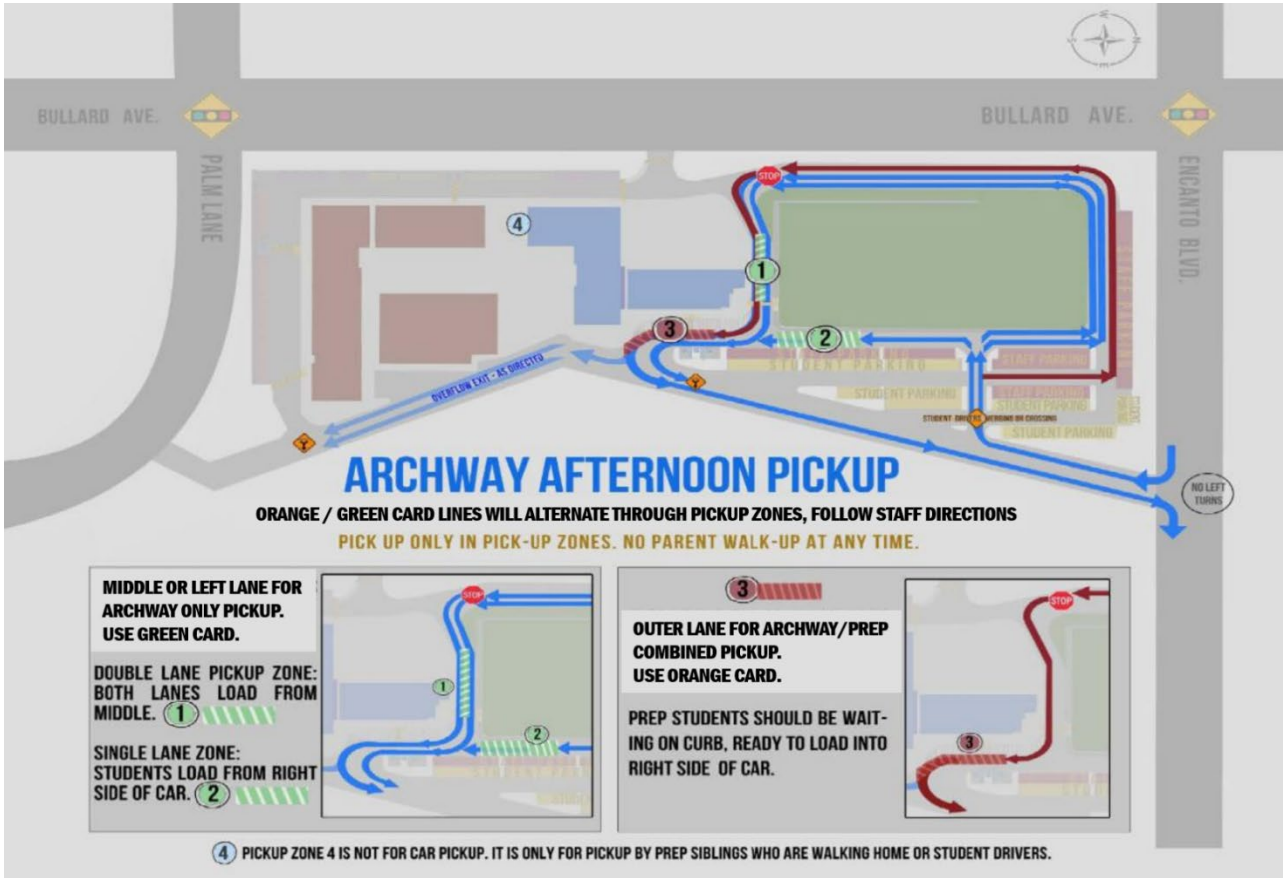 BULLARD AVE.
BULLARD AVE.
PALM LANE
ENCANTO BLVD.
STOP
4
1
3
2
STAFF PARKING
STUDENT PARKING
STAFF PARKING
STUDENT PARKING
STAFF PARKING
STUDENT PARKING
STUDENT DRIVERS MERGING OR CROSSING
STUDENT PARKING
OVERFLOW EXIT - AS DIRECTED
NO LEFT
TURNS
ARCHWAY AFTERNOON PICKUP
ORANGE / GREEN CARD LINES WILL ALTERNATE THROUGH PICKUP ZONES, FOLLOW STAFF DIRECTIONS
PICK UP ONLY IN PICK-UP ZONES. NO PARENT WALK-UP AT ANY TIME.
MIDDLE OR LEFT LANE FOR
ARCHWAY ONLY PICKUP.
USE GREEN CARD.
DOUBLE LANE PICKUP ZONE:
BOTH LANES LOAD FROM
MIDDLE. 1
SINGLE LANE ZONE:
STUDENTS LOAD FROM RIGHT
SIDE OF CAR. 2
STOP
1
2
3
OUTER LANE FOR ARCHWAY/PREP
COMBINED PICKUP.
USE ORANGE CARD.
PREP STUDENTS SHOULD BE WAIT-
ING ON CURB, READY TO LOAD INTO
RIGHT SIDE OF CAR.
STOP
3
4 PICKUP ZONE 4 IS NOT FOR CAR PICKUP. IT IS ONLY FOR PICKUP BY PREP SIBLINGS WHO ARE WALKING HOME OR STUDENT DRIVERS.